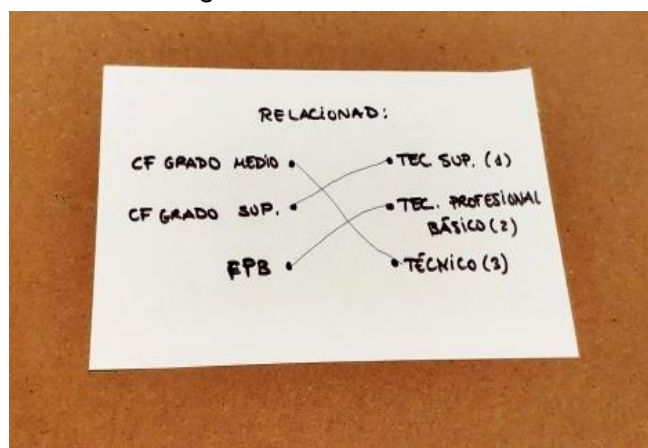 RELACIONAD:
CF GRADO MEDIO • • TEC. SUP. (1)
CF GRADO SUP. • • TEC. PROFESIONAL
BÁSICO (2)
FPB • • TÉCNICO (3)